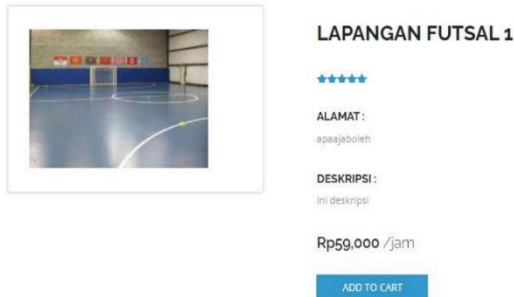 LAPANGAN FUTSAL 1
ALAMAT :
apaajaboleh
DESKRIPSI :
ini deskripsi
Rp59,000 /jam
ADD TO CART